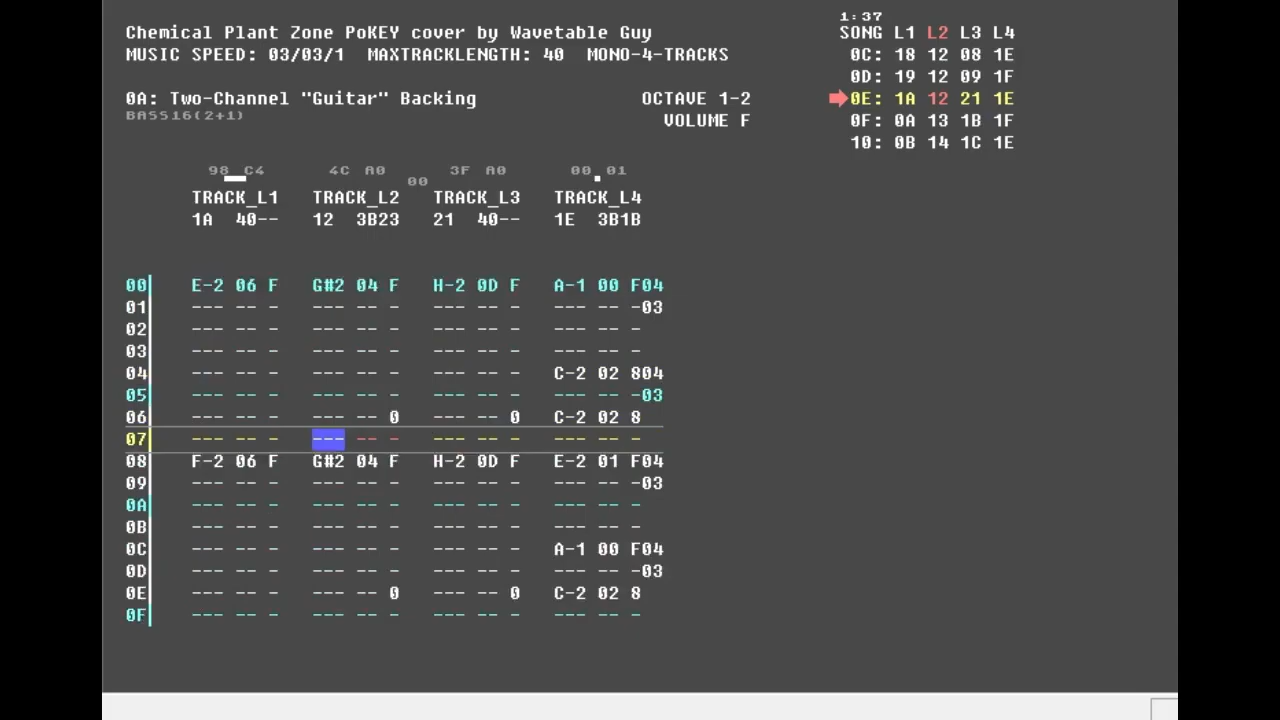 1:37
Chemical Plant Zone PoKEY cover by Wavetable Guy SONG L1 L2 L3 L4
MUSIC SPEED: 03/03/1 MAXTRACKLENGTH: 40 MONO-4-TRACKS 0C: 18 12 08 1E
0D: 19 12 09 1F
0A: Two-Channel "Guitar" Backing OCTAVE 1-2 0E: 1A 12 21 1E
BASS16(2+1) VOLUME F 0F: 0A 13 1B 1F
10: 0B 14 1C 1E
98 C4 4C A0 3F A0 00 01
00
TRACK_L1 TRACK_L2 TRACK_L3 TRACK_L4
1A 40-- 12 3B23 21 40-- 1E 3B1B
00 E-2 06 F G#2 04 F H-2 0D F A-1 00 F04
01 --- -- - --- -- - --- -- - --- -- -03
02 --- -- - --- -- - --- -- - --- -- -
03 --- -- - --- -- - --- -- - --- -- -
04 --- -- - --- -- - --- -- - C-2 02 804
05 --- -- - --- -- - --- -- - --- -- -03
06 --- -- - --- -- 0 --- -- 0 C-2 02 8
07 --- -- - --- -- - --- -- - --- -- -
08 F-2 06 F G#2 04 F H-2 0D F E-2 01 F04
09 --- -- - --- -- - --- -- - --- -- -03
0A --- -- - --- -- - --- -- - --- -- -
0B --- -- - --- -- - --- -- - --- -- -
0C --- -- - --- -- - --- -- - A-1 00 F04
0D --- -- - --- -- - --- -- - --- -- -03
0E --- -- - --- -- 0 --- -- 0 C-2 02 8
0F --- -- - --- -- - --- -- - --- -- -